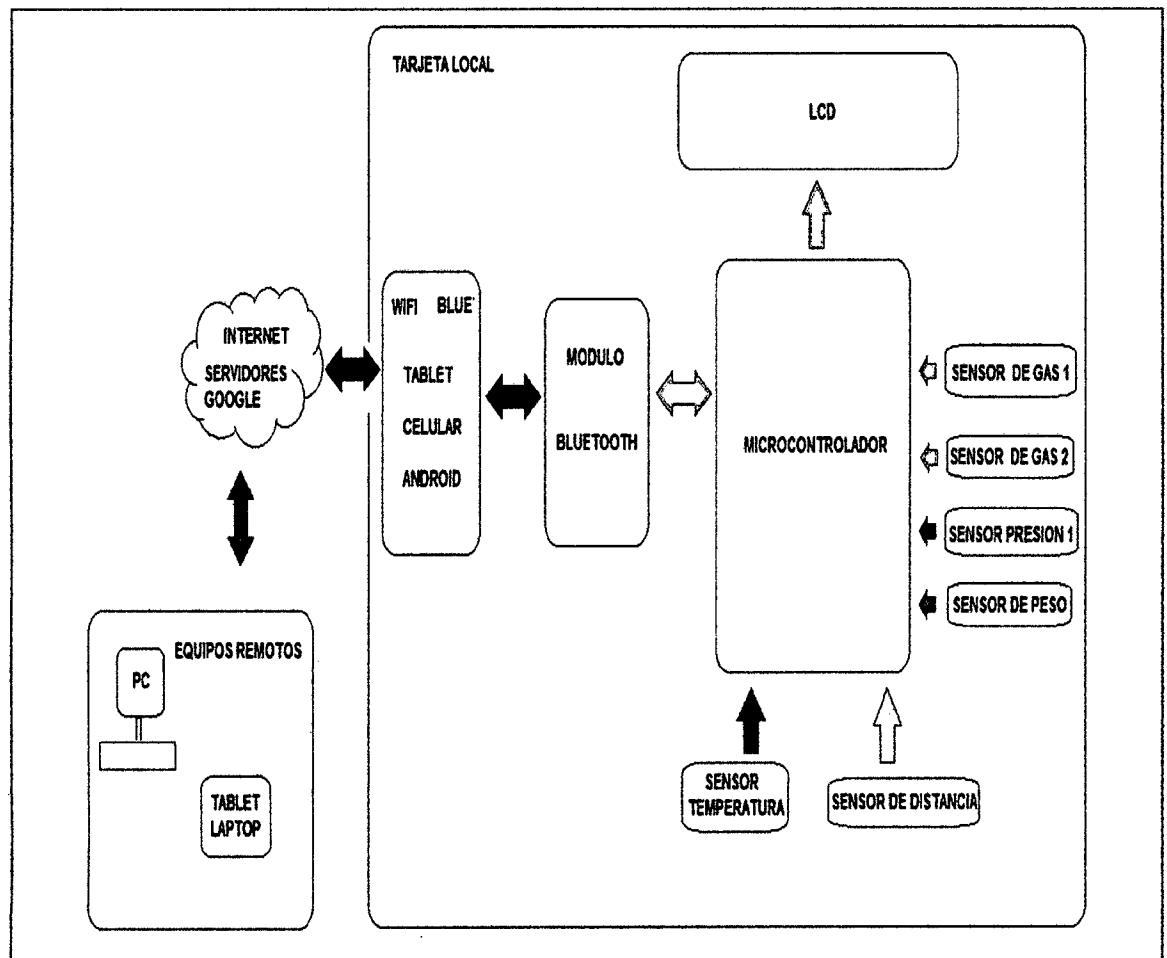 TARJETA LOCAL
LCD
WIFI BLUE'
TABLET
CELULAR
ANDROID
MODULO
BLUETOOTH
MICROCONTROLADOR
SENSOR DE GAS 1
SENSOR DE GAS 2
SENSOR PRESION 1
SENSOR DE PESO
SENSOR
TEMPERATURA
SENSOR DE DISTANCIA
INTERNET
SERVIDORES
GOOGLE
EQUIPOS REMOTOS
PC
TABLET
LAPTOP